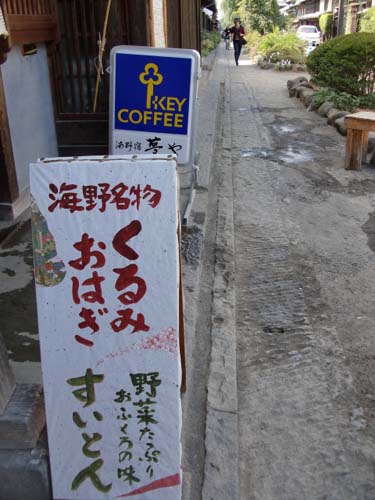 KEY
COFFEE
海野宿 夢や
海野名物
くるみ
おはぎ
野菜たっぷり
おふくろの味
すいとん